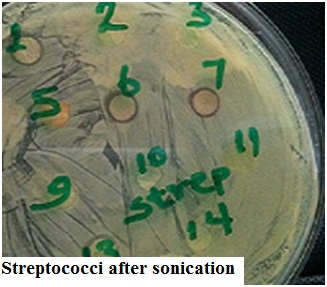 1 2 3
5 6 7
9 10 11
strep
13 14
Streptococci after sonication